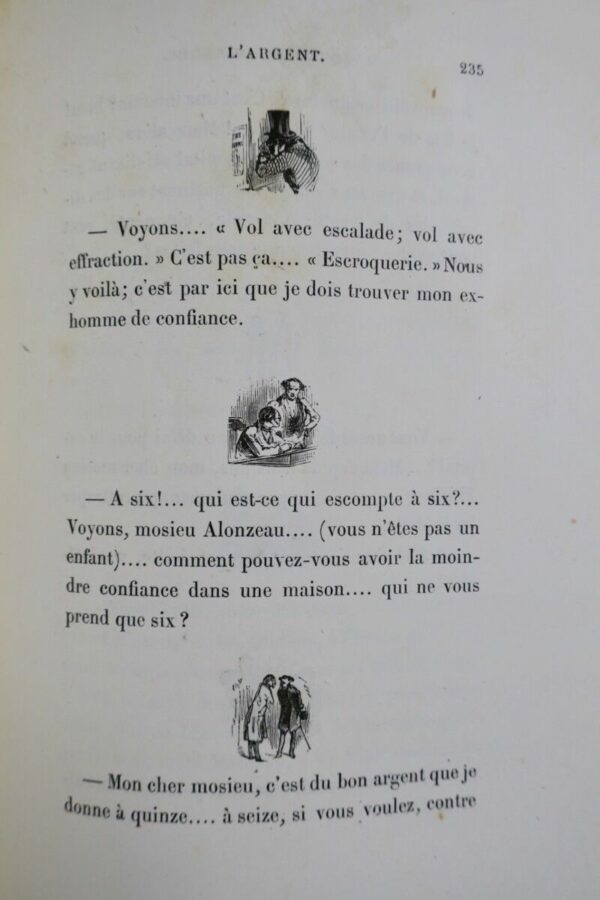 L'ARGENT.
235
— Voyons.... « Vol avec escalade; vol avec
effraction. » C'est pas ça.... « Escroquerie. » Nous
y voilà; c'est par ici que je dois trouver mon ex-
homme de confiance.
— A six!... qui est-ce qui escompte à six?...
Voyons, mosieu Alonzeau.... (vous n'êtes pas un
enfant).... comment pouvez-vous avoir la moin-
dre confiance dans une maison.... qui ne vous
prend que six ?
— Mon cher mosieu, c'est du bon argent que je
donne à quinze.... à seize, si vous voulez, contre